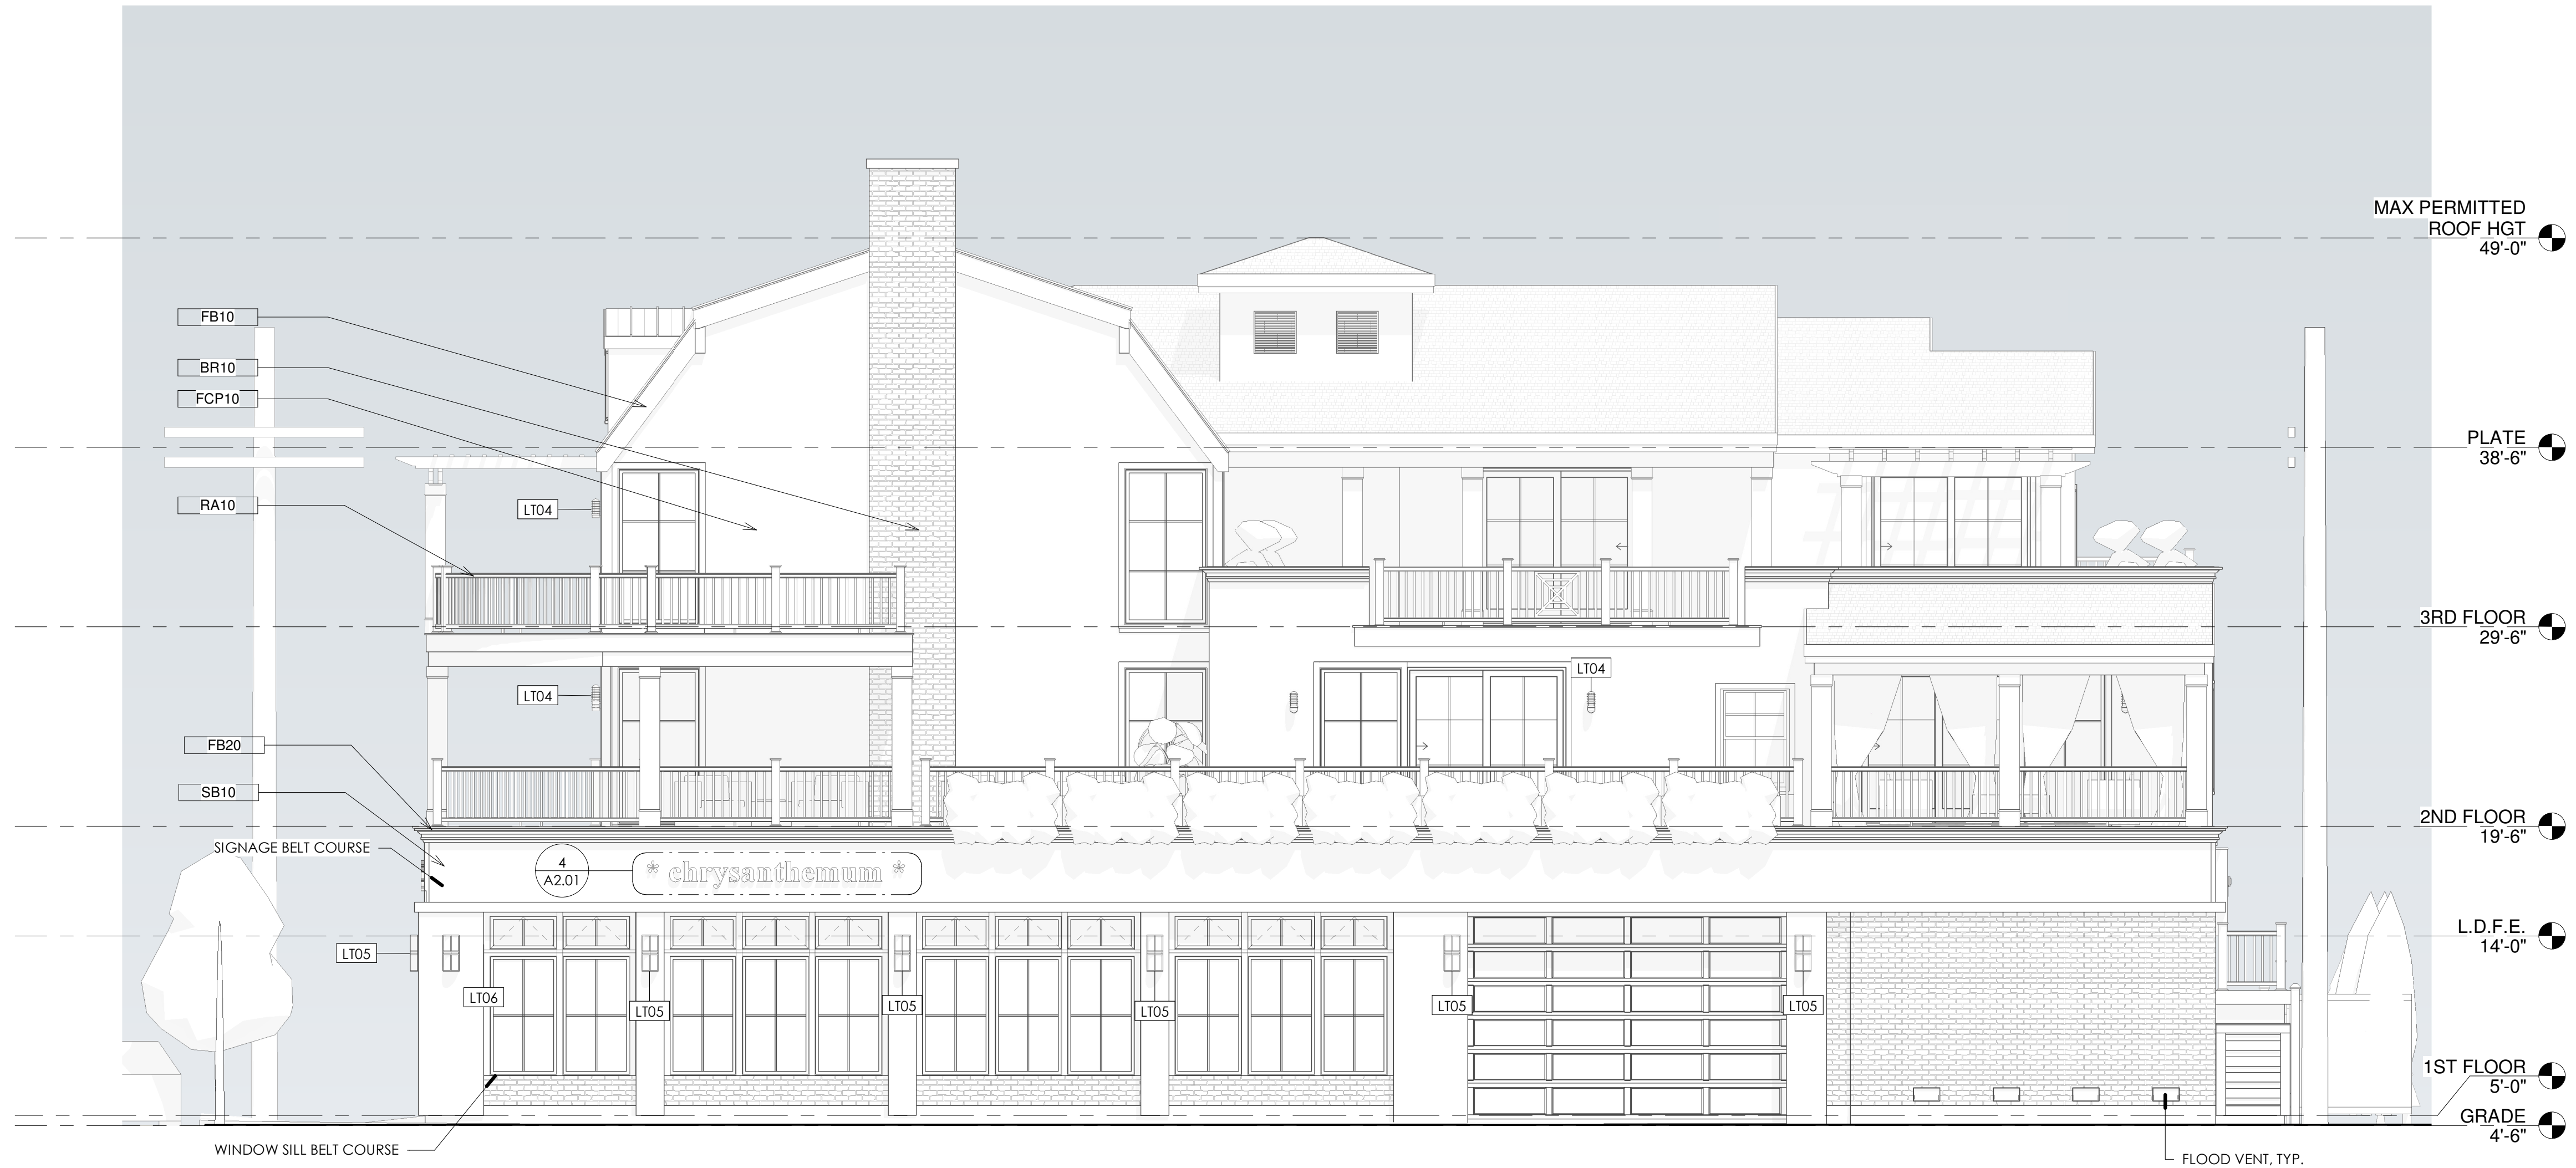 MAX PERMITTED
ROOF HGT
49'-0"
FB10
BR10
FCP10
PLATE
38'-6"
RA10
LT04
3RD FLOOR
29'-6"
LT04
LT04
FB20
SB10
2ND FLOOR
19'-6"
SIGNAGE BELT COURSE
4
A2.01
* chrysanthemum *
L.D.F.E.
14'-0"
LT05
LT06
LT05
LT05
LT05
LT05
LT05
1ST FLOOR
5'-0"
GRADE
4'-6"
WINDOW SILL BELT COURSE
FLOOD VENT, TYP.